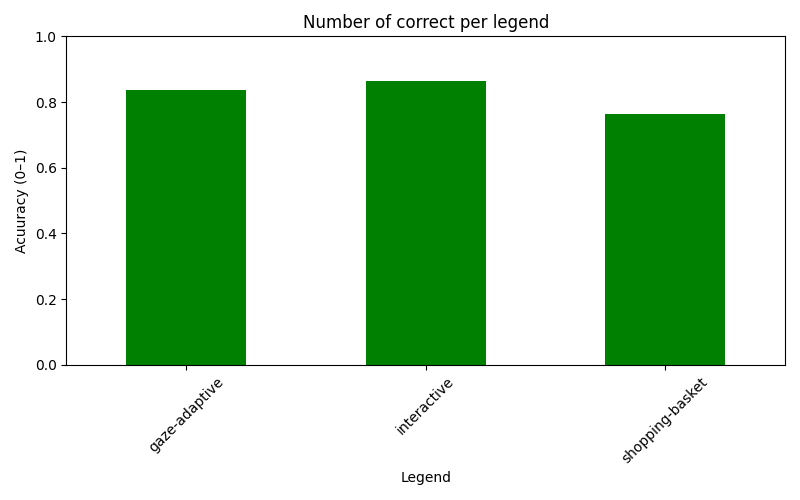 Number of correct per legend
1.0
0.8
0.6
0.4
0.2
0.0
Acuuracy (0–1)
gaze-adaptive
interactive
shopping-basket
Legend